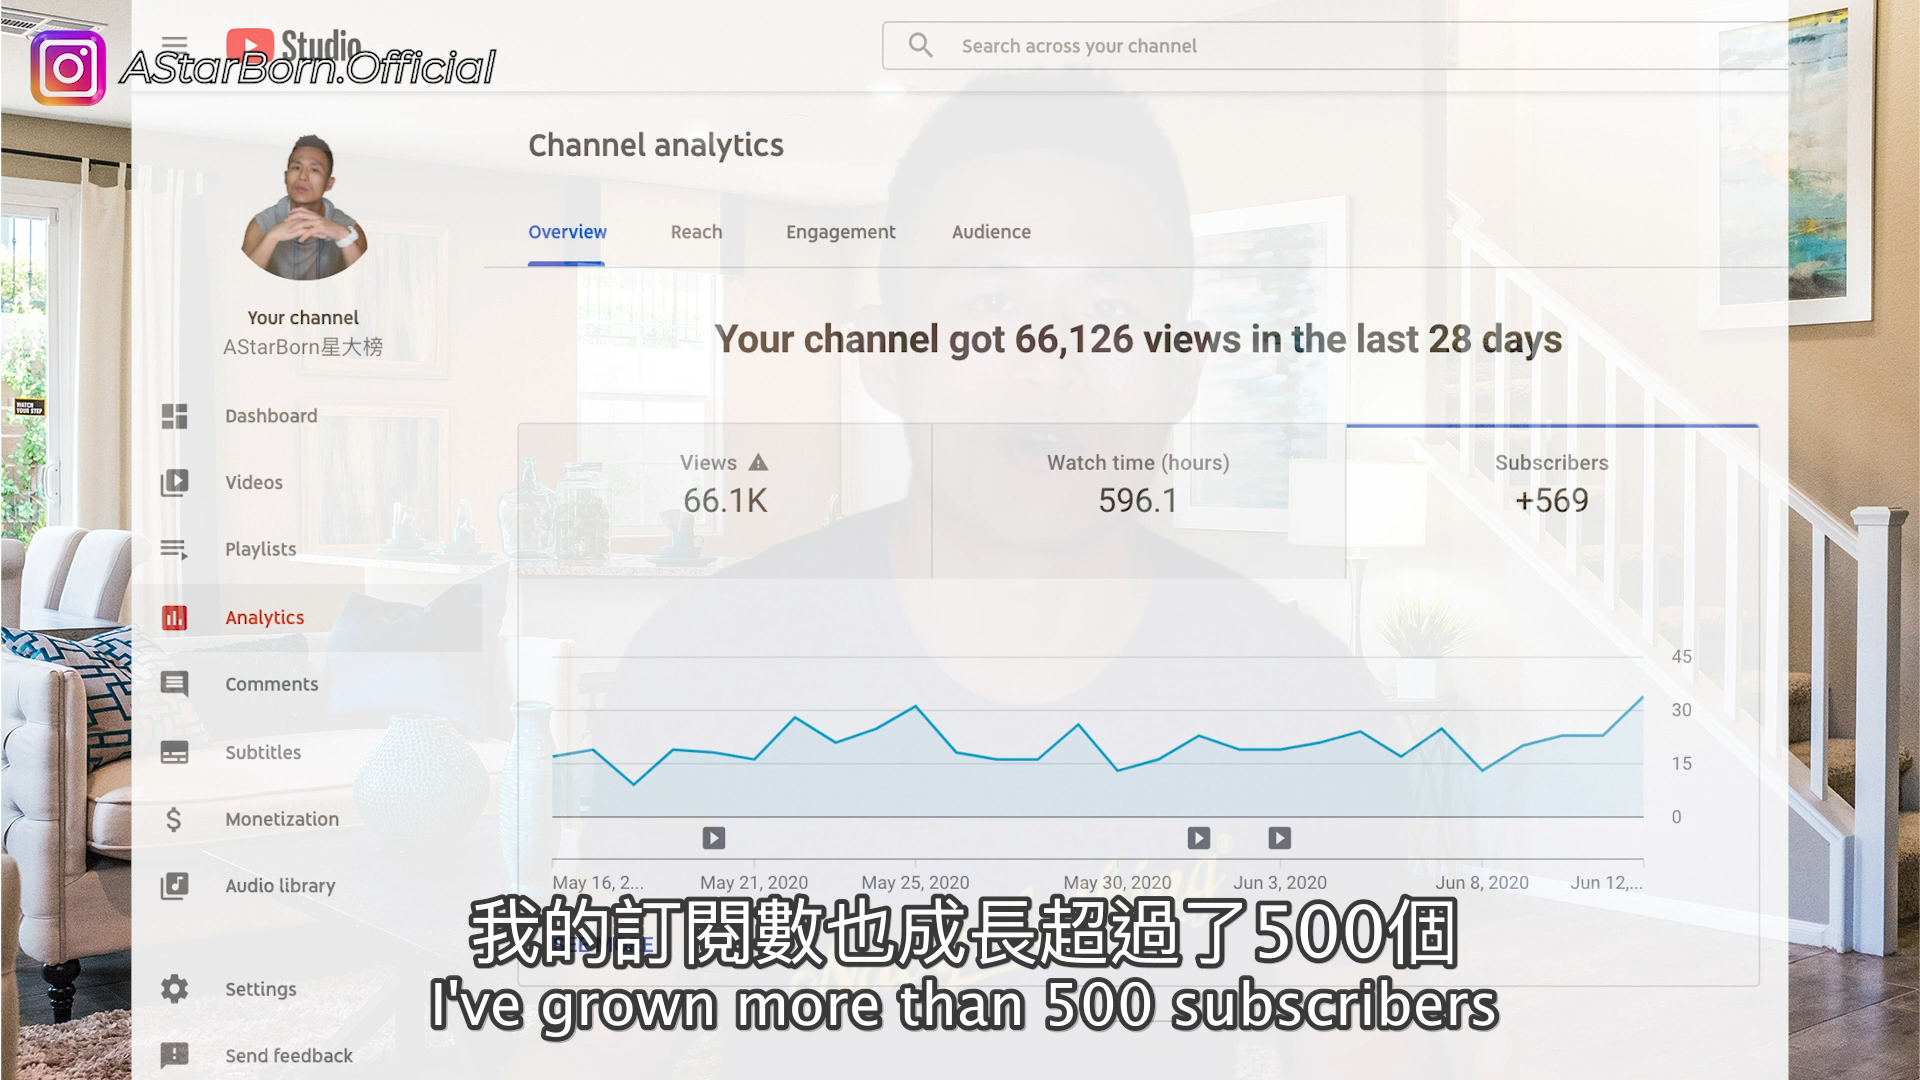 Studio
AStarBorn.Official
Search across your channel
Channel analytics
Overview Reach Engagement Audience
Your channel
AStarBorn星大榜
Your channel got 66,126 views in the last 28 days
Dashboard
Videos
Playlists
Analytics
Comments
Subtitles
Monetization
Audio library
Settings
Send feedback
Views
66.1K
Watch time (hours)
596.1
Subscribers
+569
45
30
15
0
May 16, 2... May 21, 2020 May 25, 2020 May 30, 2020 Jun 3, 2020 Jun 8, 2020 Jun 12,...
WATCH
YOUR STEP
我的訂閱數也成長超過了500個
I've grown more than 500 subscribers